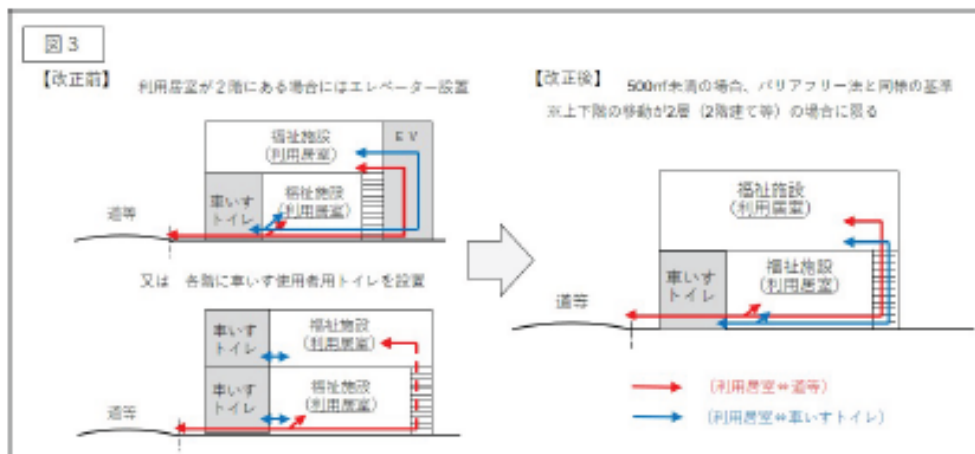 図3
【改正前】 利用居室が2階にある場合にはエレベーター設置
福祉施設
(利用居室)
EV
車いす
トイレ
福祉施設
(利用居室)
道等
又は 各階に車いす使用者用トイレを設置
車いす
トイレ
福祉施設
(利用居室)
車いす
トイレ
福祉施設
(利用居室)
道等
【改正後】 500㎡未満の場合、バリアフリー法と同様の基準
※上下階の移動が2層（2階建て等）の場合に限る
福祉施設
(利用居室)
車いす
トイレ
福祉施設
(利用居室)
道等
(利用居室⇔道等)
(利用居室⇔車いすトイレ)